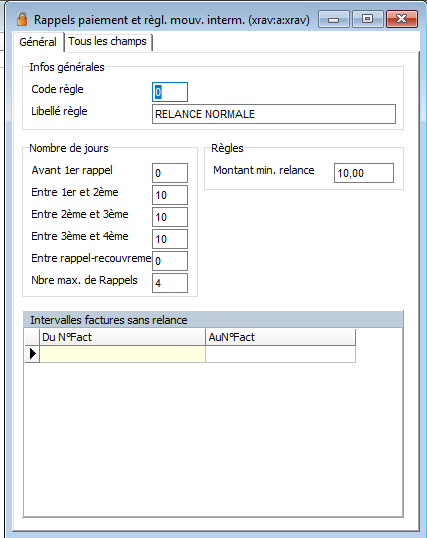 Rappels paiement et règl. mouv. interm. (xrav:a:xrav)
Général
Tous les champs
Infos générales
Code règle 0
Libellé règle RELANCE NORMALE
Nombre de jours
Avant 1er rappel 0
Entre 1er et 2ème 10
Entre 2ème et 3ème 10
Entre 3ème et 4ème 10
Entre rappel-recouvreme 0
Nbre max. de Rappels 4
Règles
Montant min. relance 10,00
Intervalles factures sans relance
Du N°Fact AuN°Fact